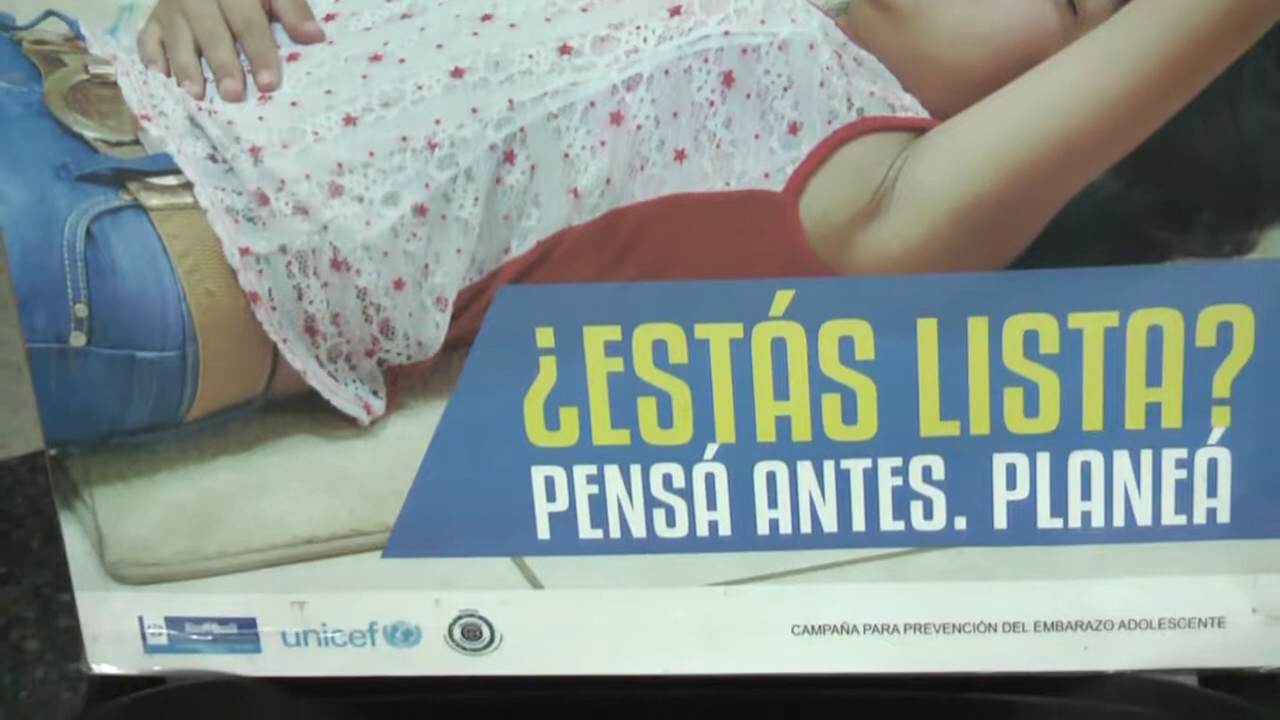 ¿ESTÁS LISTA?
PENSÁ ANTES. PLANEÁ
unicef
CAMPAÑA PARA PREVENCIÓN DEL EMBARAZO ADOLESCENTE